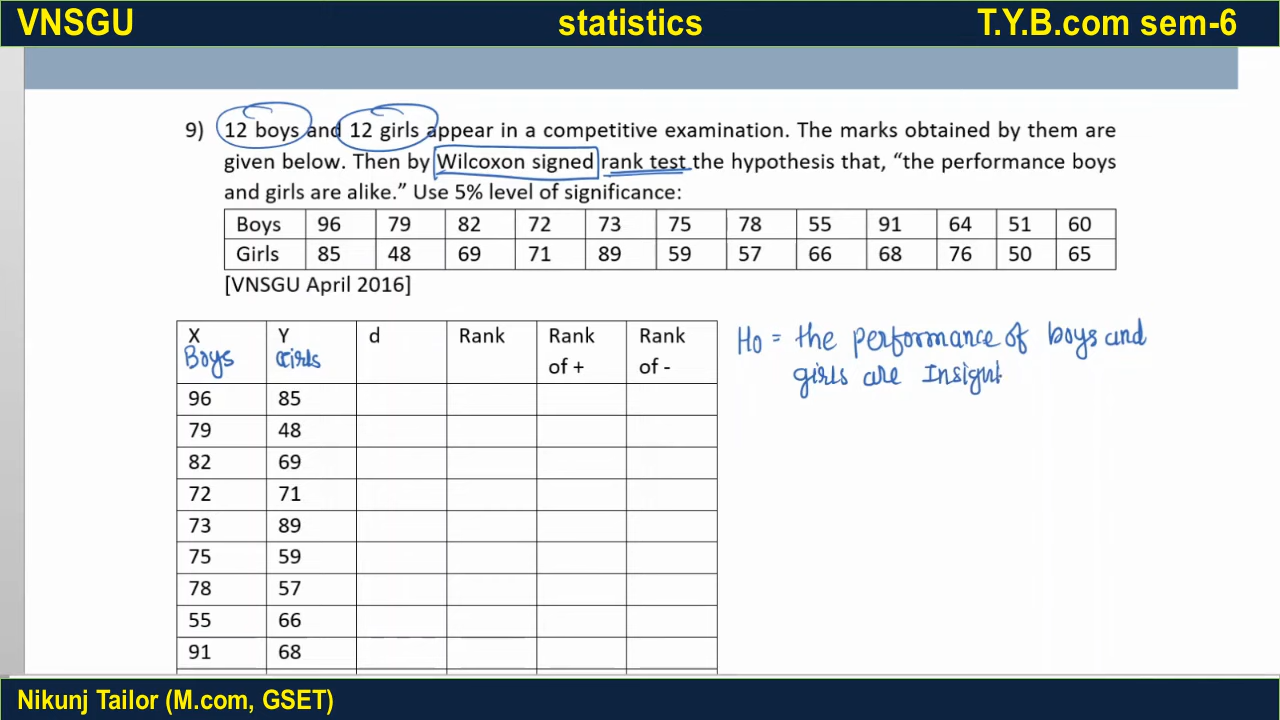 VNSGU statistics T.Y.B.com sem-6
9) 12 boys and 12 girls appear in a competitive examination. The marks obtained by them are
given below. Then by Wilcoxon signed rank test the hypothesis that, “the performance boys
and girls are alike.” Use 5% level of significance:
Boys 96 79 82 72 73 75 78 55 91 64 51 60
Girls 85 48 69 71 89 59 57 66 68 76 50 65
[VNSGU April 2016]
X Y d Rank Rank Rank
Boys Girls of + of -
96 85
79 48
82 69
72 71
73 89
75 59
78 57
55 66
91 68
Ho = the performance of boys and
girls are Insignt
Nikunj Tailor (M.com, GSET)